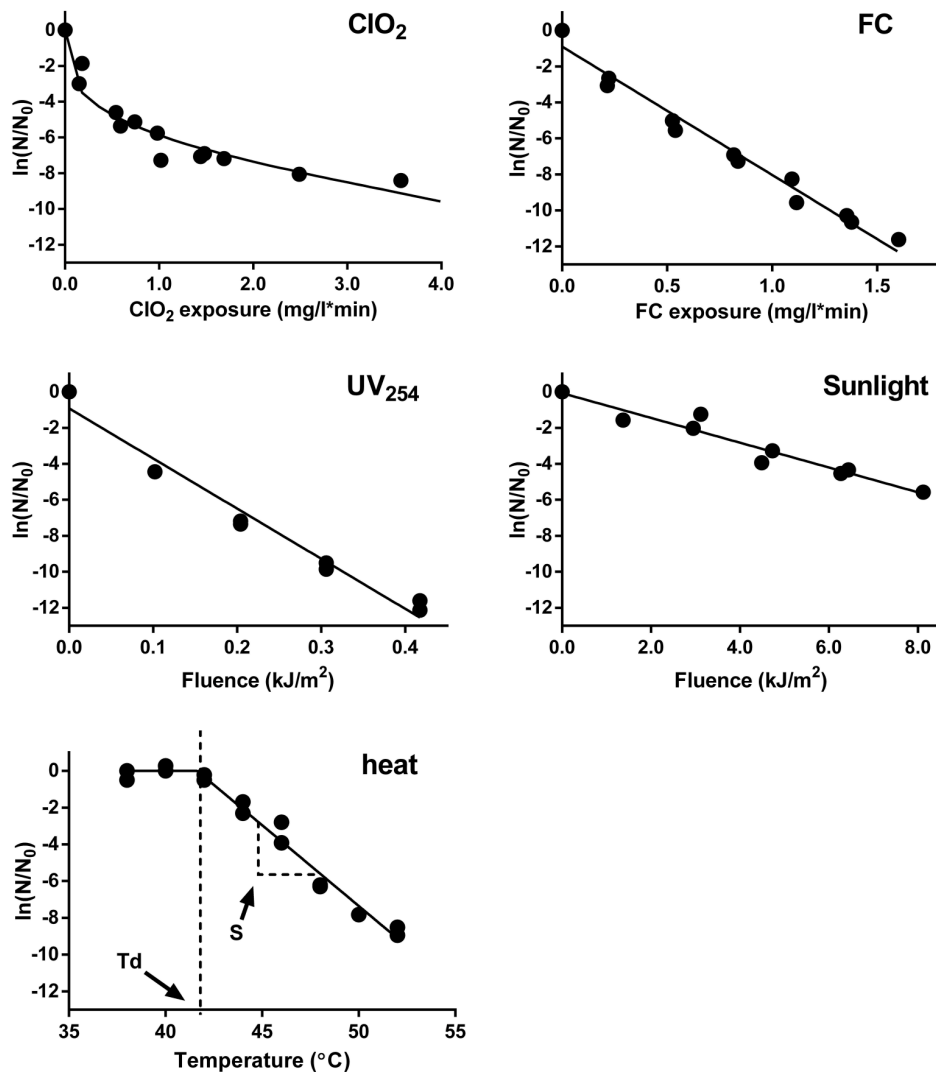 ClO2
0
-2
-4
-6
-8
-10
-12
ln(N/N0)
0.0 1.0 2.0 3.0 4.0
ClO2 exposure (mg/l*min)
FC
0
-2
-4
-6
-8
-10
-12
ln(N/N0)
0.0 0.5 1.0 1.5
FC exposure (mg/l*min)
UV254
0
-2
-4
-6
-8
-10
-12
ln(N/N0)
0.0 0.1 0.2 0.3 0.4
Fluence (kJ/m2)
Sunlight
0
-2
-4
-6
-8
-10
-12
ln(N/N0)
0.0 2.0 4.0 6.0 8.0
Fluence (kJ/m2)
heat
0
-2
-4
-6
-8
-10
-12
ln(N/N0)
S
Td
35 40 45 50 55
Temperature (°C)